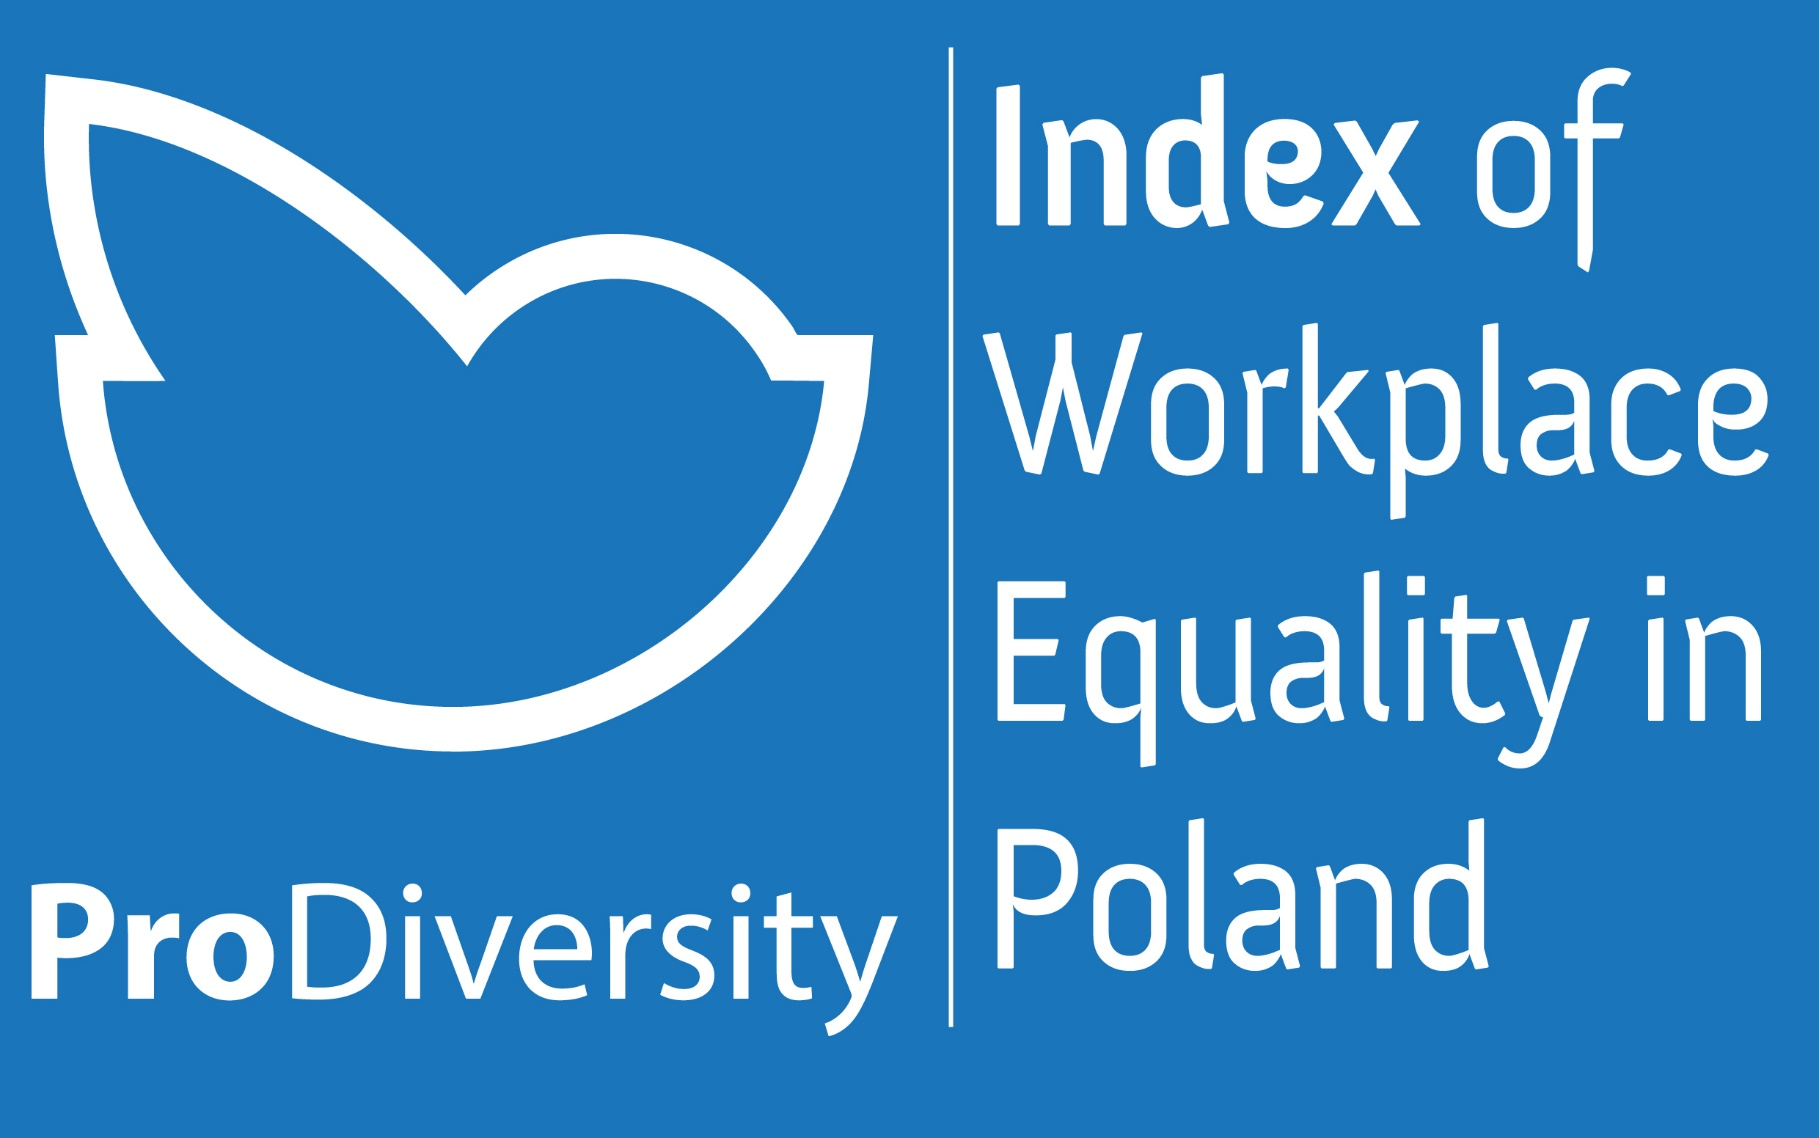 ProDiversity
Index of
Workplace
Equality in
Poland